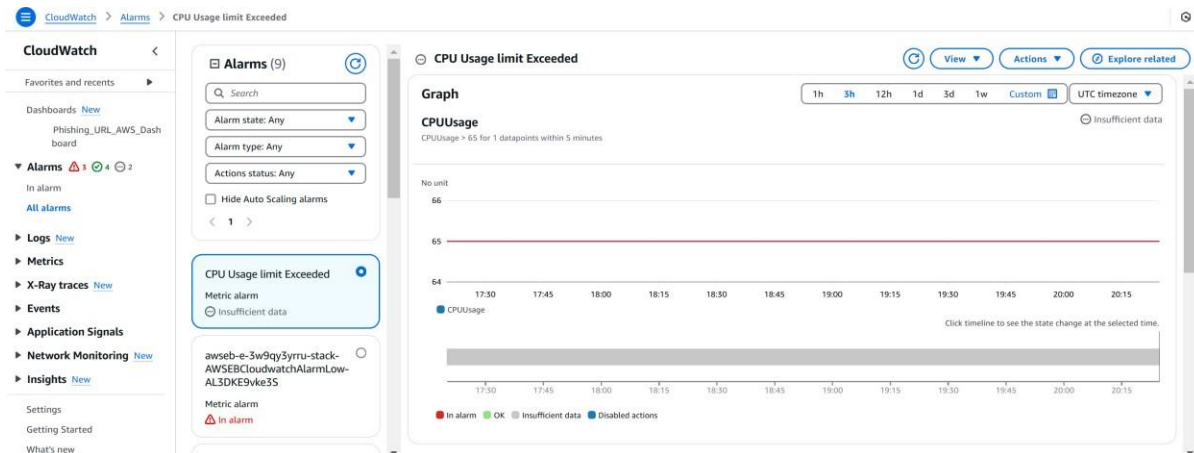 CloudWatch > Alarms > CPU Usage limit Exceeded
CloudWatch
Favorites and recents
Dashboards New
Phishing_URL_AWS_Dash
board
Alarms 3 4 2
In alarm
All alarms
Logs New
Metrics
X-Ray traces New
Events
Application Signals
Network Monitoring New
Insights New
Settings
Getting Started
What's new
Alarms (9)
Search
Alarm state: Any
Alarm type: Any
Actions status: Any
Hide Auto Scaling alarms
< 1 >
CPU Usage limit Exceeded
Metric alarm
Insufficient data
awseb-e-3w9qy3yrru-stack-
AWSEBCloudwatchAlarmLow-
AL3DKE9vke3S
Metric alarm
In alarm
CPU Usage limit Exceeded
View
Actions
Explore related
Graph
1h 3h 12h 1d 3d 1w Custom UTC timezone
CPUUsage
Insufficient data
CPUUsage > 65 for 1 datapoints within 5 minutes
No unit
66
65
64
17:30 17:45 18:00 18:15 18:30 18:45 19:00 19:15 19:30 19:45 20:00 20:15
CPUUsage
Click timeline to see the state change at the selected time.
17:30 17:45 18:00 18:15 18:30 18:45 19:00 19:15 19:30 19:45 20:00 20:15
In alarm OK Insufficient data Disabled actions